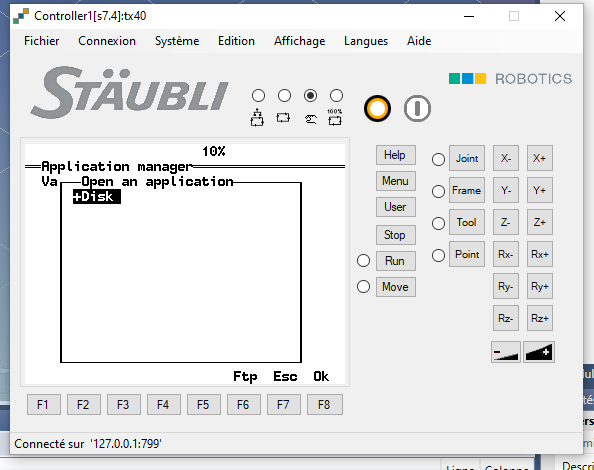 Controller1[s7.4]:tx40
Fichier Connexion Système Edition Affichage Langues Aide
STÄUBLI
ROBOTICS
100%
10%
Application manager
Va Open an application
+Disk
Ftp Esc Ok
Help
Menu
User
Stop
Run
Move
Joint X- X+
Frame Y- Y+
Tool Z- Z+
Point Rx- Rx+
Ry- Ry+
Rz- Rz+
- +
F1 F2 F3 F4 F5 F6 F7 F8
Connecté sur '127.0.0.1:799'
Descri